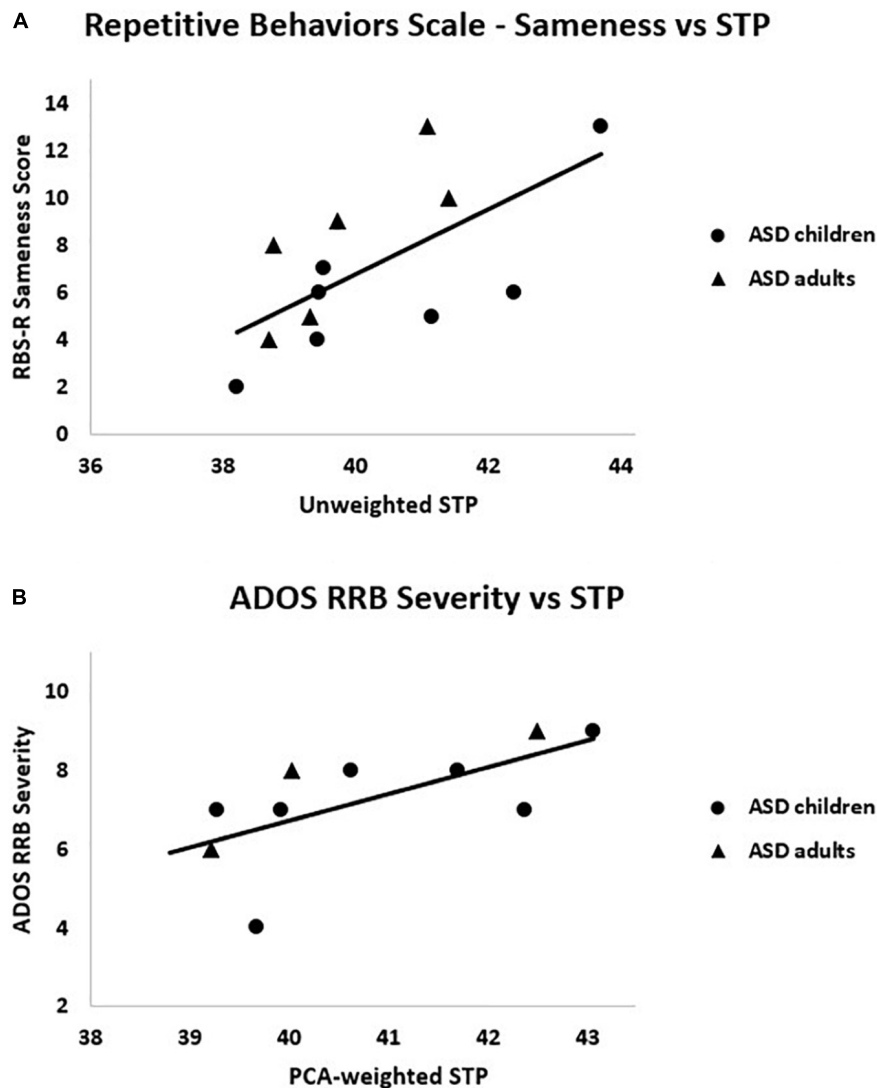 A
Repetitive Behaviors Scale - Sameness vs STP
RBS-R Sameness Score
14
12
10
8
6
4
2
0
36 38 40 42 44
Unweighted STP
ASD children
ASD adults
B
ADOS RRB Severity vs STP
ADOS RRB Severity
10
8
6
4
2
38 39 40 41 42 43
PCA-weighted STP
ASD children
ASD adults